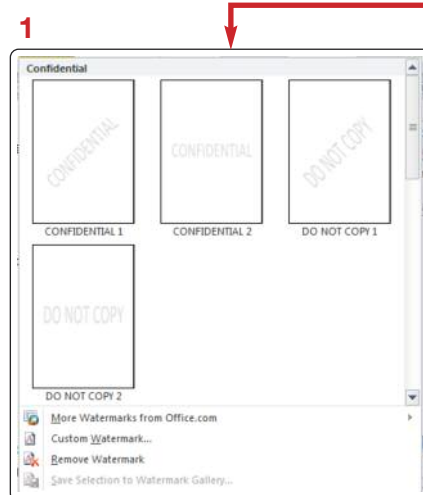 1
Confidential
CONFIDENTIAL
CONFIDENTIAL
DO NOT COPY
CONFIDENTIAL 1
CONFIDENTIAL 2
DO NOT COPY 1
DO NOT COPY
DO NOT COPY 2
More Watermarks from Office.com
Custom Watermark...
Remove Watermark
Save Selection to Watermark Gallery...